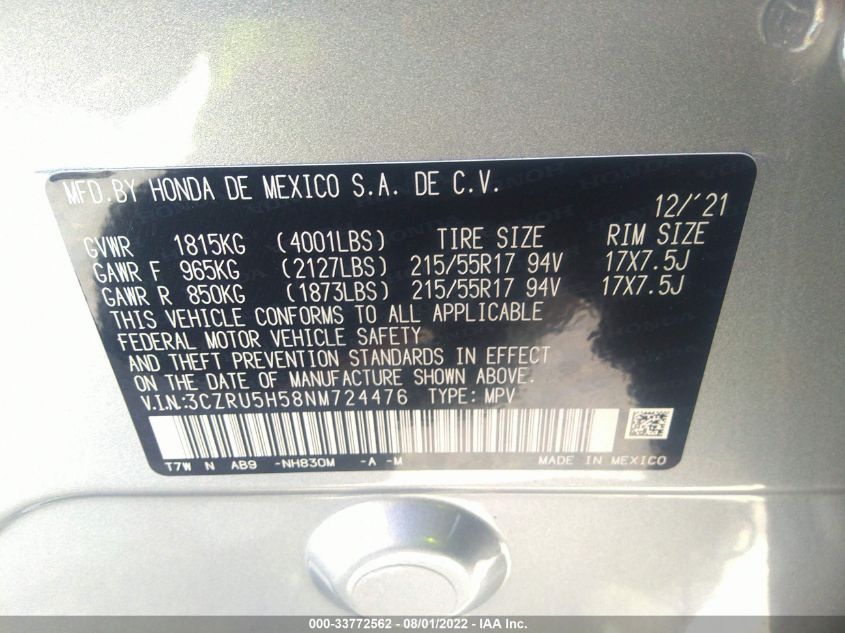 MFD. BY HONDA DE MEXICO S.A. DE C.V.
12/'21
GVWR 1815KG (4001LBS) TIRE SIZE RIM SIZE
GAWR F 965KG (2127LBS) 215/55R17 94V 17X7.5J
GAWR R 850KG (1873LBS) 215/55R17 94V 17X7.5J
THIS VEHICLE CONFORMS TO ALL APPLICABLE
FEDERAL MOTOR VEHICLE SAFETY
AND THEFT PREVENTION STANDARDS IN EFFECT
ON THE DATE OF MANUFACTURE SHOWN ABOVE.
V.I.N.:3CZRU5H58NM724476 TYPE: MPV
T7W N AB9 -NH830M -A -M MADE IN MEXICO
000-33772562 - 08/01/2022 - IAA Inc.